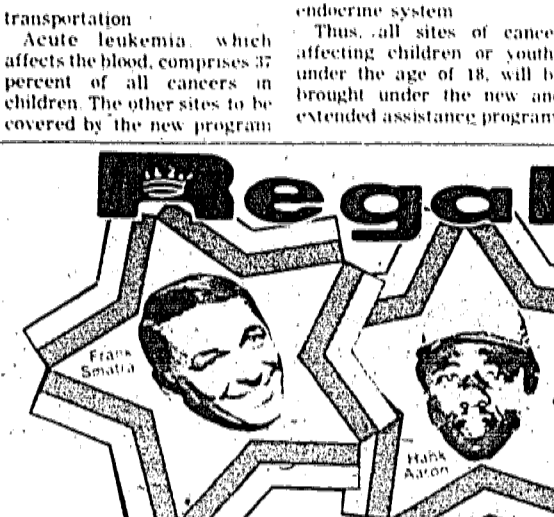 transportation
Acute leukemia, which
affects the blood, comprises 37
percent of all cancers in
children. The other sites to be
covered by the new program
endocrine system
Thus, all sites of cance
affecting children or youth
under the age of 18, will b
brought under the new an
extended assistance program
Regal
Frank
Sinatra
Hank
Aaron